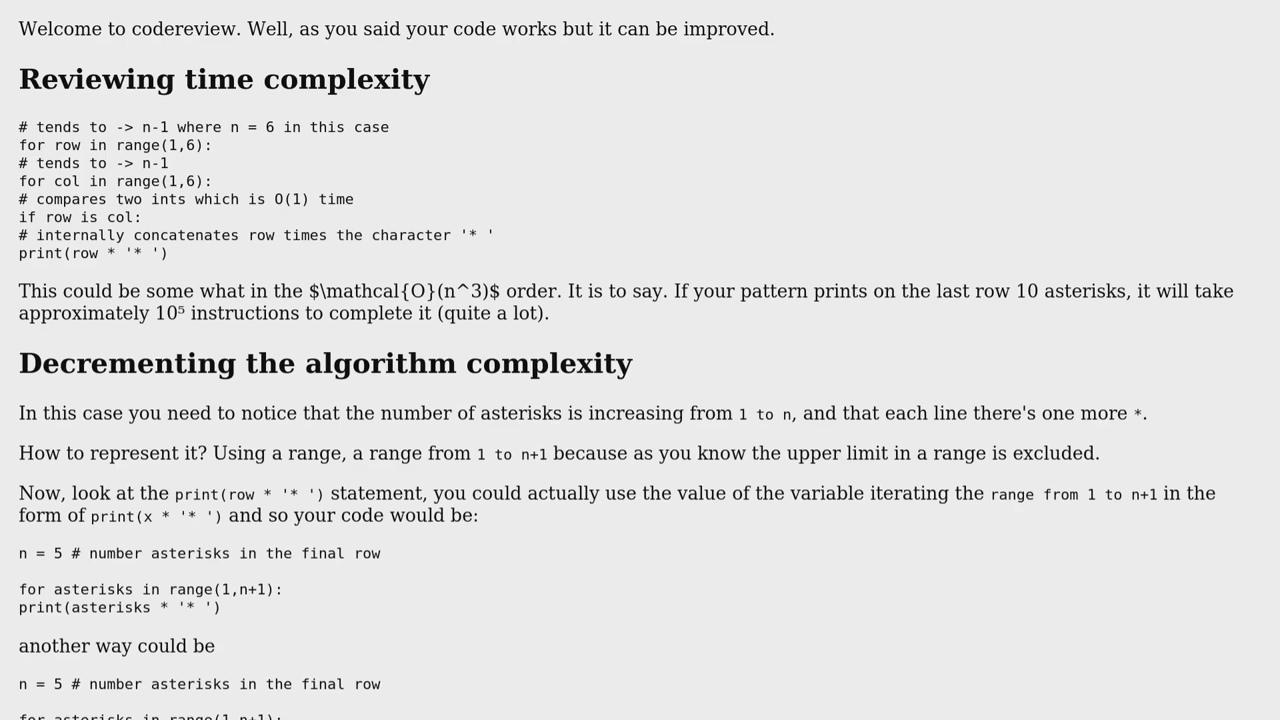 Welcome to codereview. Well, as you said your code works but it can be improved.
Reviewing time complexity
# tends to -> n-1 where n = 6 in this case
for row in range(1,6):
# tends to -> n-1
for col in range(1,6):
# compares two ints which is O(1) time
if row is col:
# internally concatenates row times the character '* '
print(row * '* ')
This could be some what in the $\mathcal{O}(n^3)$ order. It is to say. If your pattern prints on the last row 10 asterisks, it will take
approximately 10⁵ instructions to complete it (quite a lot).
Decrementing the algorithm complexity
In this case you need to notice that the number of asterisks is increasing from 1 to n, and that each line there's one more *.
How to represent it? Using a range, a range from 1 to n+1 because as you know the upper limit in a range is excluded.
Now, look at the print(row * '* ') statement, you could actually use the value of the variable iterating the range from 1 to n+1 in the
form of print(x * '* ') and so your code would be:
n = 5 # number asterisks in the final row
for asterisks in range(1,n+1):
print(asterisks * '* ')
another way could be
n = 5 # number asterisks in the final row
for asterisks in range(1,n+1):